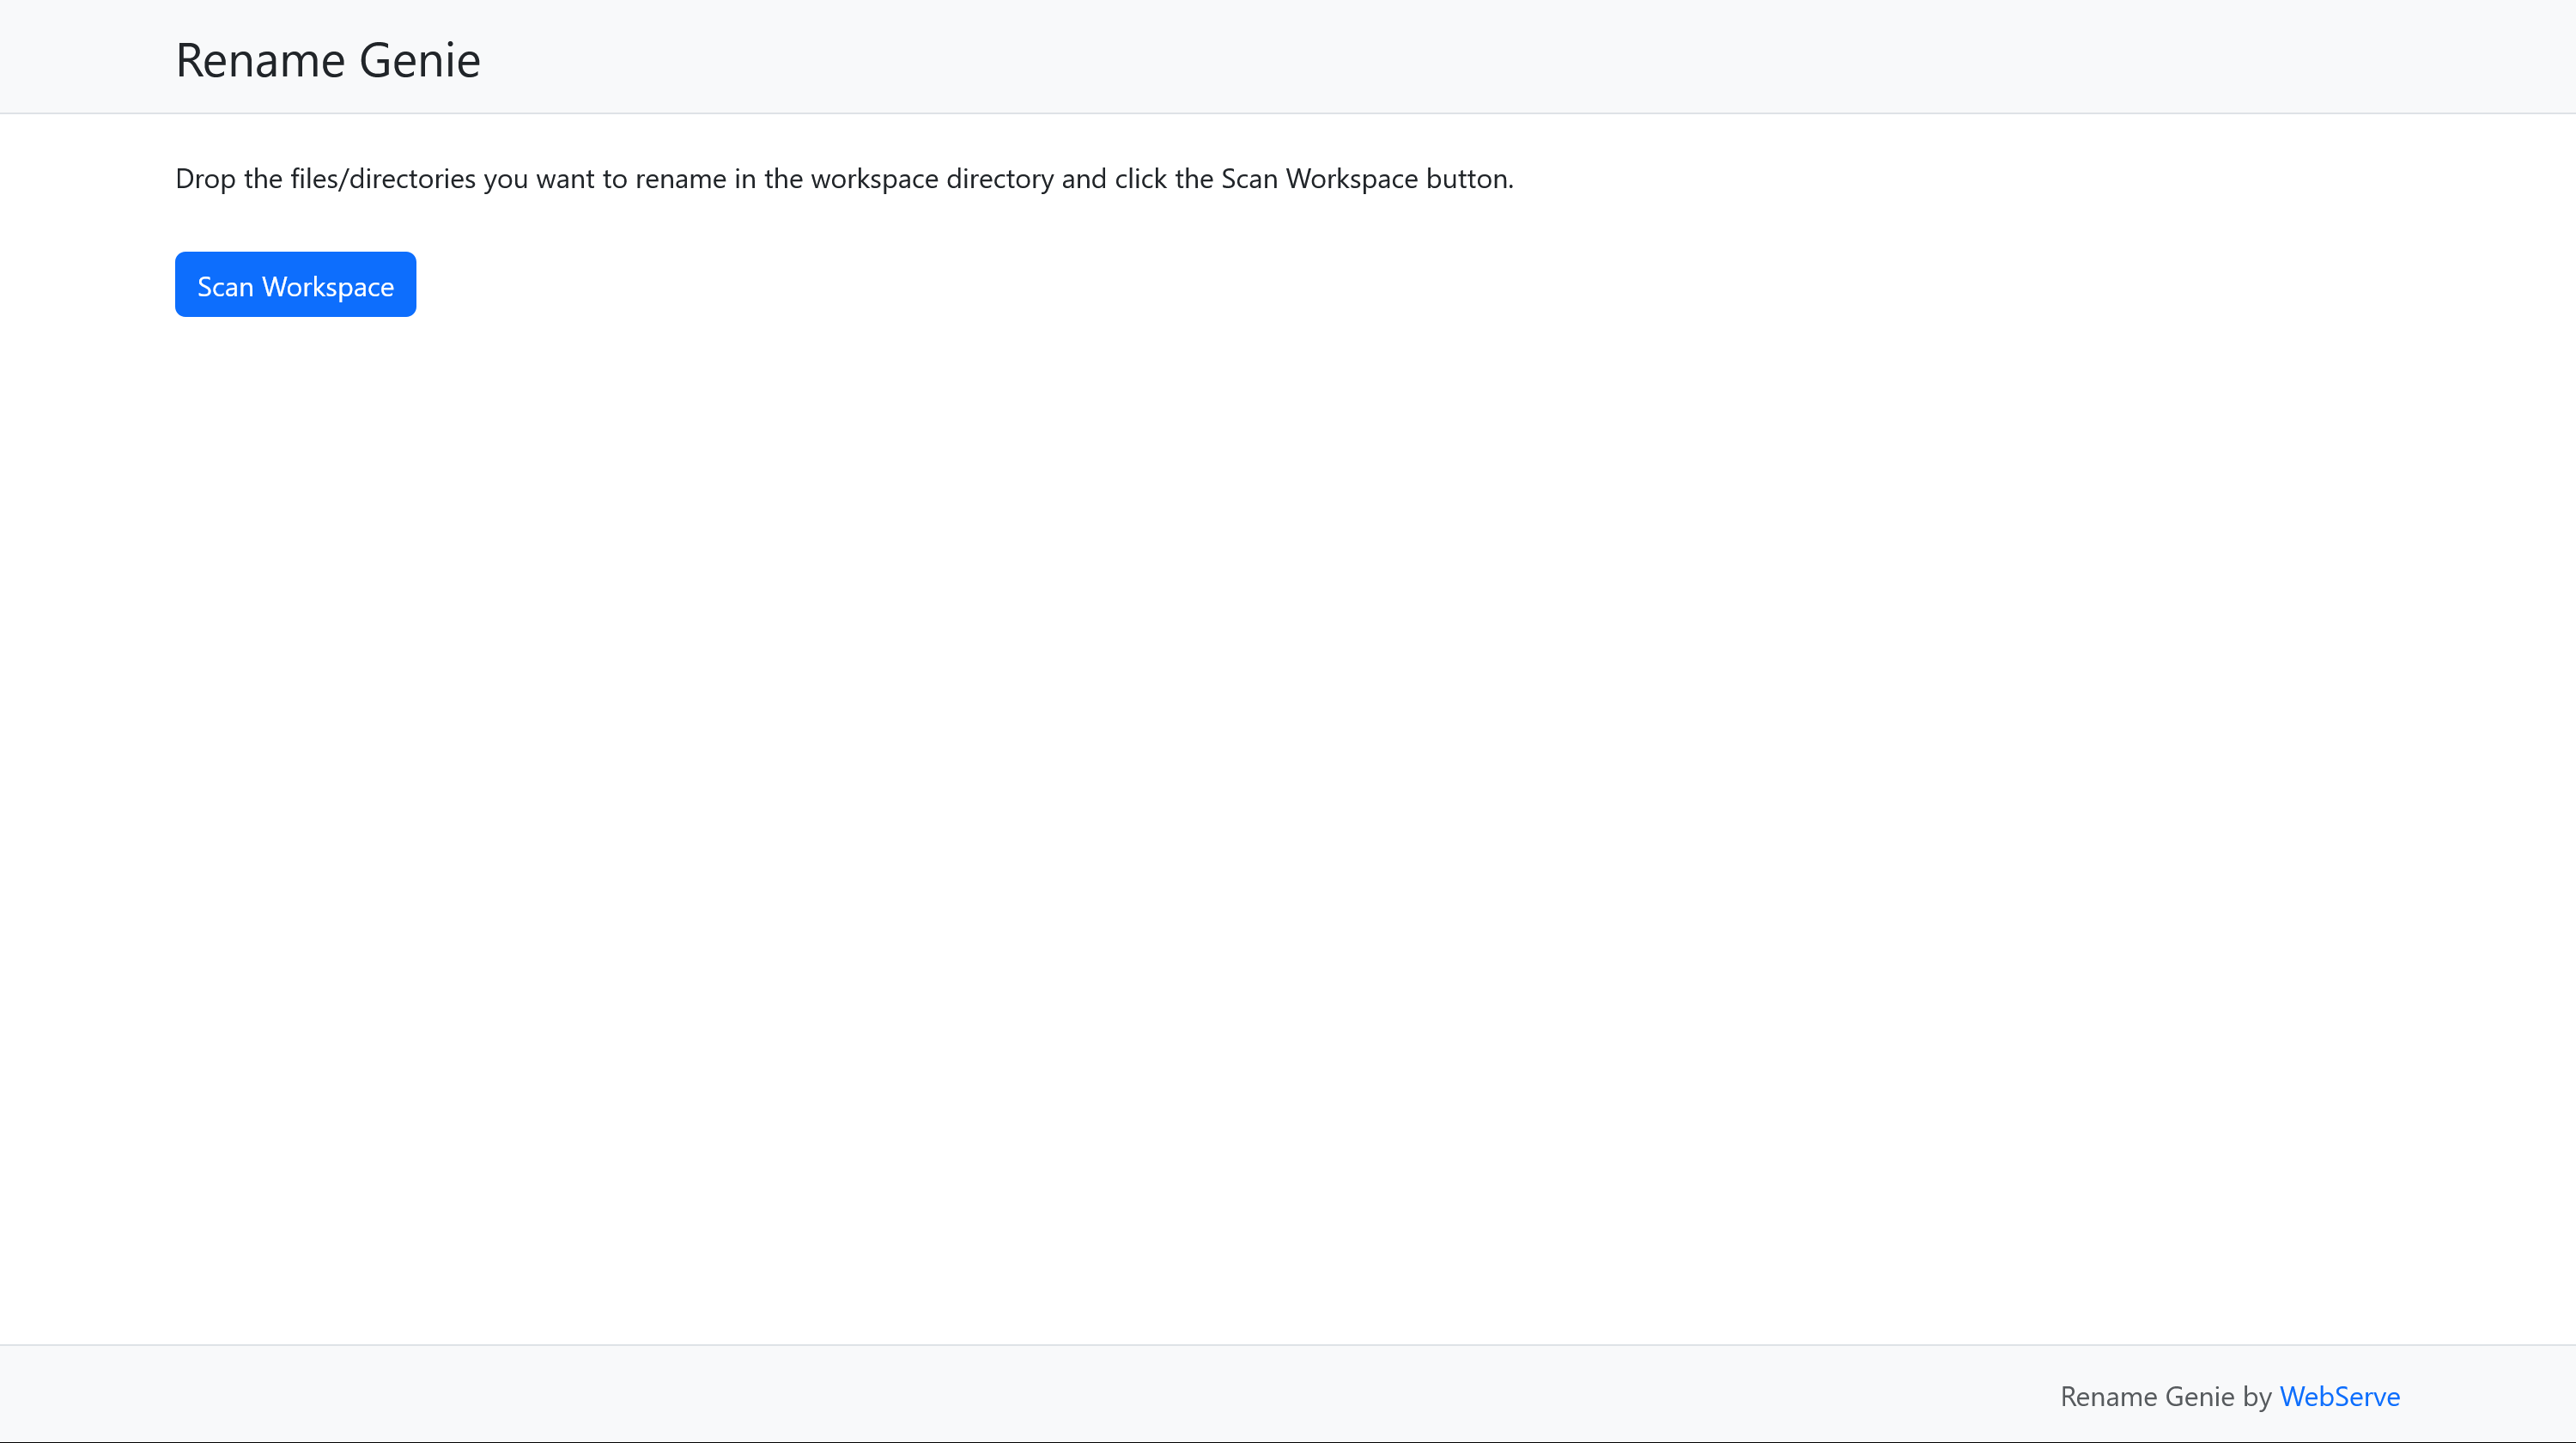 Rename Genie
Drop the files/directories you want to rename in the workspace directory and click the Scan Workspace button.
Scan Workspace
Rename Genie by WebServe